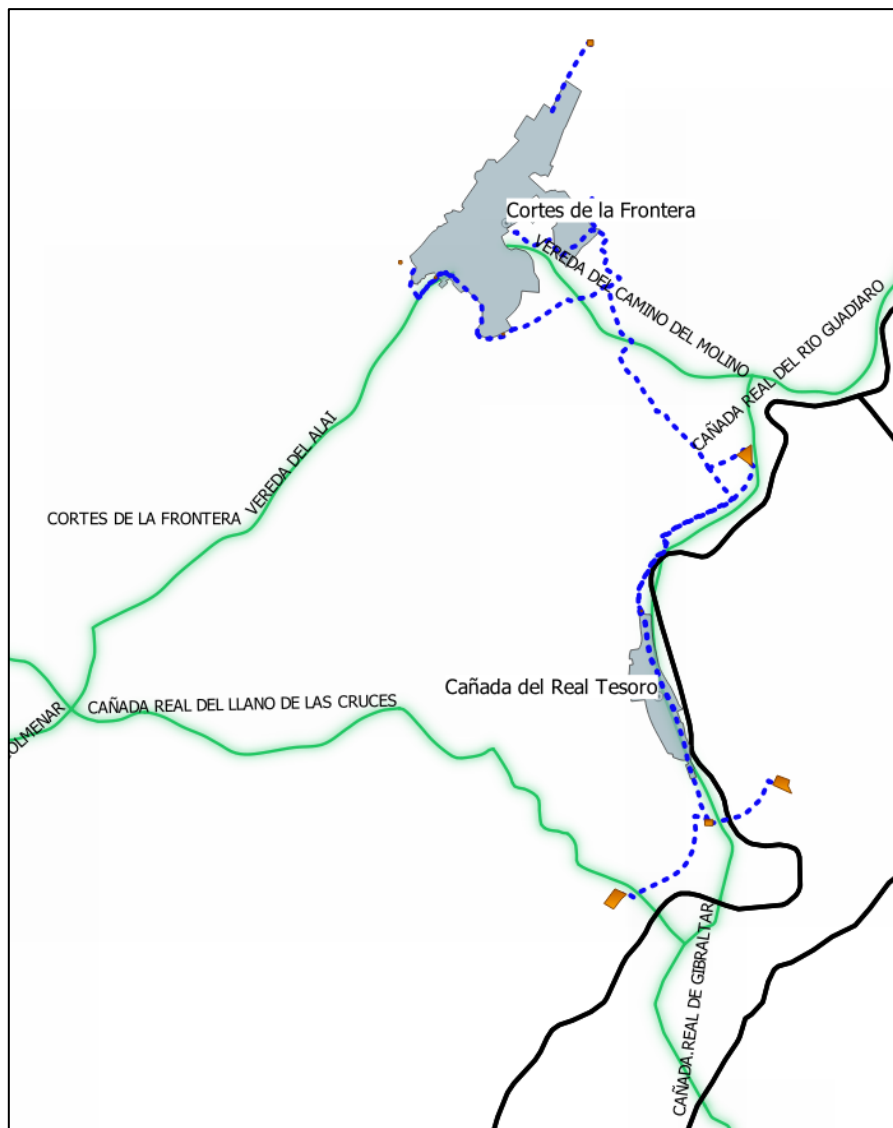 Cortes de la Frontera
VEREDA DEL CAMINO DEL MOLINO
CAÑADA REAL DEL RIO GUADIARO
VEREDA DEL ALAI
CORTES DE LA FRONTERA
Cañada del Real Tesoro
CAÑADA REAL DEL LLANO DE LAS CRUCES
OLMENAR
CAÑADA.REAL DE GIBRALTAR